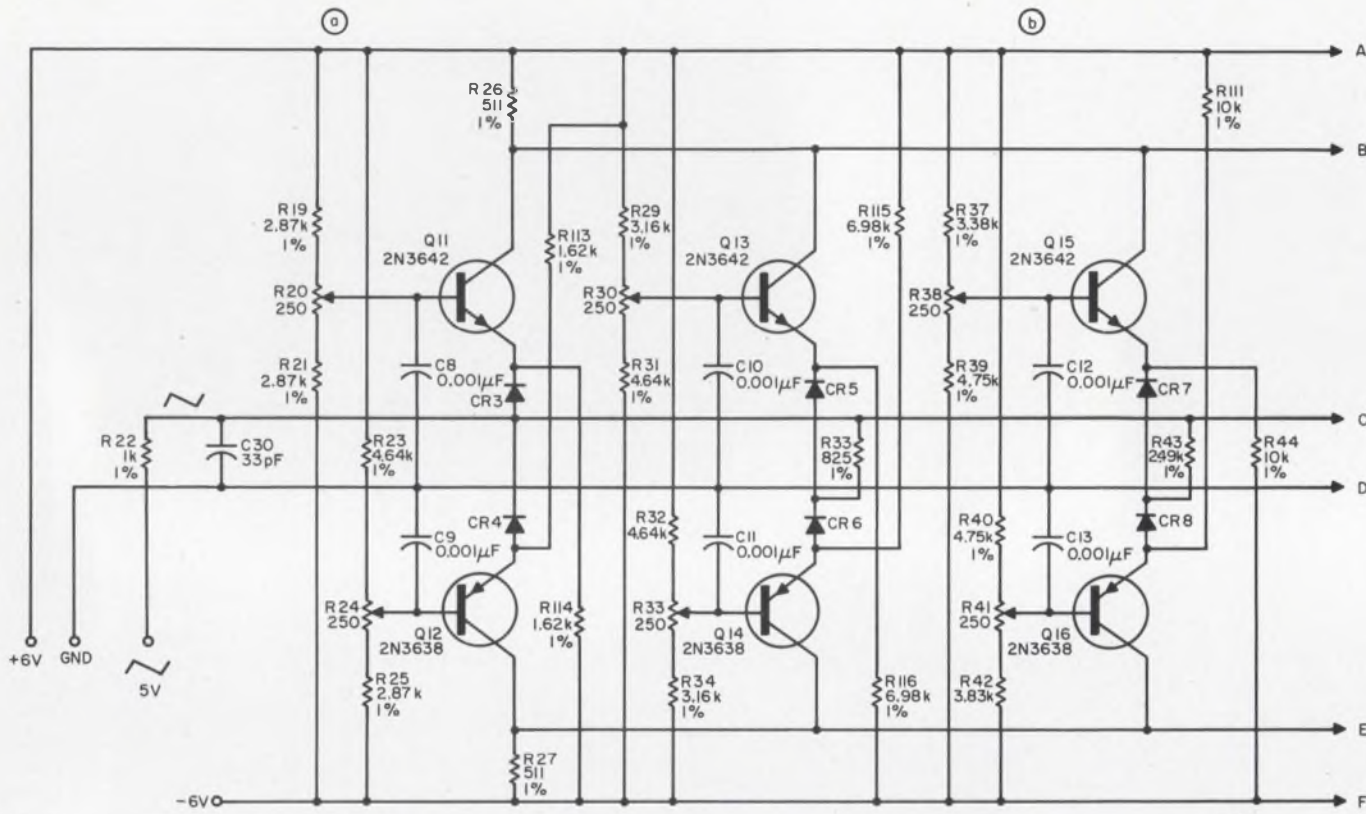 a
b
A
R26
511
1%
R111
10k
1%
B
R19
2.87k
1%
Q11
2N3642
R113
1.62k
1%
R29
3.16k
1%
Q13
2N3642
R115
6.98k
1%
R37
3.38k
1%
Q15
2N3642
R20
250
R30
250
R38
250
R21
2.87k
1%
C8
0.001µF
CR3
R31
4.64k
1%
C10
0.001µF
CR5
R39
4.75k
1%
C12
0.001µF
CR7
C
R22
1k
1%
C30
33pF
R23
4.64k
1%
R33
825
1%
R43
2.49k
1%
R44
10k
1%
D
C9
0.001µF
CR4
R32
4.64k
C11
0.001µF
CR6
R40
4.75k
1%
C13
0.001µF
CR8
R24
250
Q12
2N3638
R114
1.62k
1%
R33
250
Q14
2N3638
R41
250
Q16
2N3638
+6V
GND
5V
R25
2.87k
1%
R34
3.16k
1%
R116
6.98k
1%
R42
3.83k
E
R27
511
1%
-6V
F